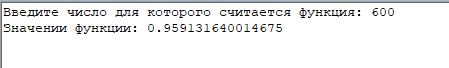 Введите число для которого считается функция: 600
Значении функции: 0.959131640014675